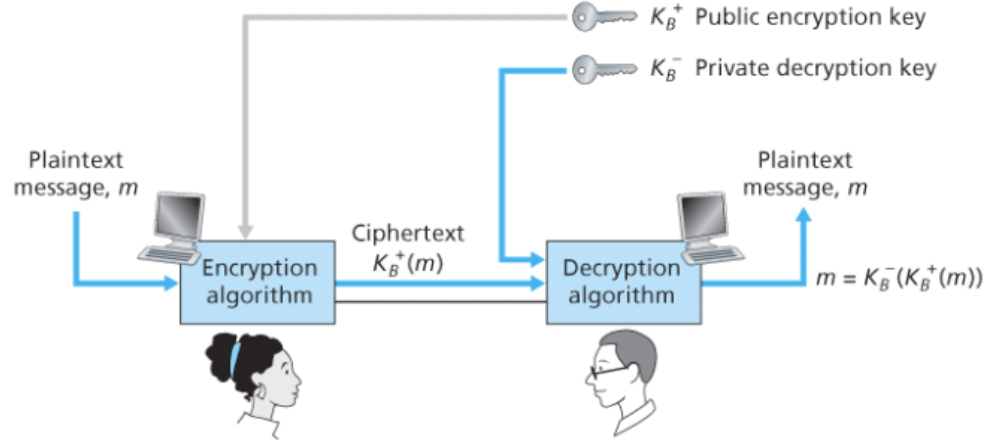 K_B^+ Public encryption key
K_B^- Private decryption key
Plaintext
message, m
Plaintext
message, m
Ciphertext
K_B^+(m)
Encryption
algorithm
Decryption
algorithm
m = K_B^-(K_B^+(m))